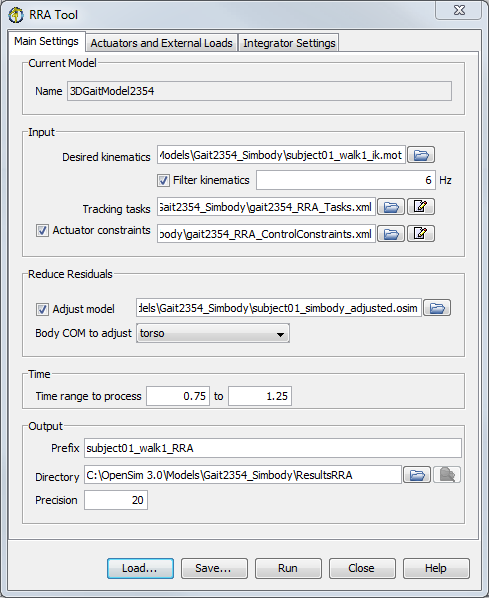 RRA Tool
Main Settings Actuators and External Loads Integrator Settings
Current Model
Name 3DGaitModel2354
Input
Desired kinematics Models\Gait2354_Simbody\subject01_walk1_ik.mot
Filter kinematics 6 Hz
Tracking tasks Gait2354_Simbody\gait2354_RRA_Tasks.xml
Actuator constraints body\gait2354_RRA_ControlConstraints.xml
Reduce Residuals
Adjust model dels\Gait2354_Simbody\subject01_simbody_adjusted.osim
Body COM to adjust torso
Time
Time range to process 0.75 to 1.25
Output
Prefix subject01_walk1_RRA
Directory C:\OpenSim 3.0\Models\Gait2354_Simbody\ResultsRRA
Precision 20
Load... Save... Run Close Help